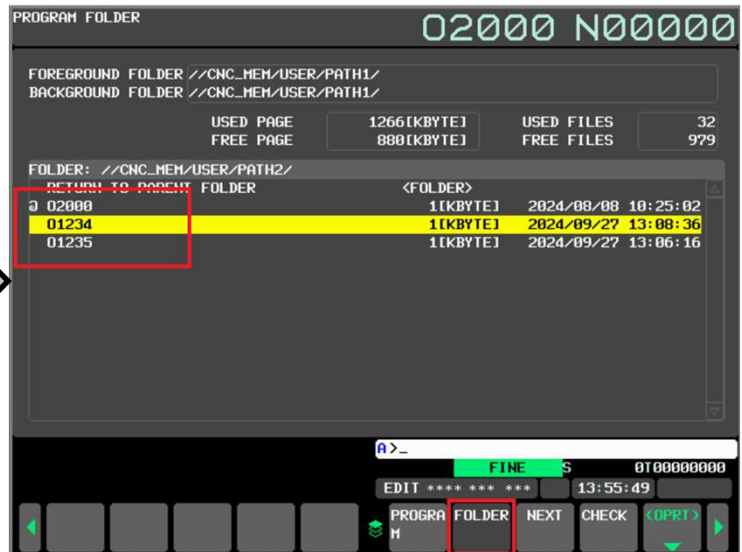 PROGRAM FOLDER O2000 N00000
FOREGROUND FOLDER //CNC_MEM/USER/PATH1/
BACKGROUND FOLDER //CNC_MEM/USER/PATH1/
USED PAGE 1266[KBYTE] USED FILES 32
FREE PAGE 880[KBYTE] FREE FILES 979
FOLDER: //CNC_MEM/USER/PATH2/
RETURN TO PARENT FOLDER <FOLDER>
@ O2000 1[KBYTE] 2024/08/08 10:25:02
O1234 1[KBYTE] 2024/09/27 13:08:36
O1235 1[KBYTE] 2024/09/27 13:06:16
A>_
FINE S 0T00000000
EDIT **** *** *** 13:55:49
PROGRA FOLDER NEXT CHECK (OPRT)
M